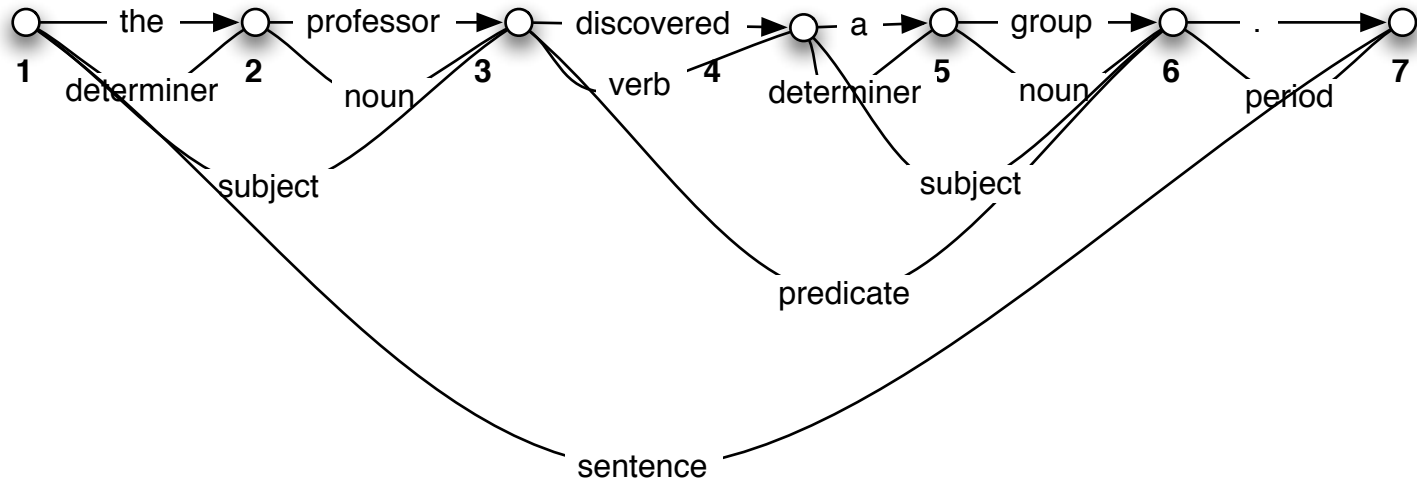 the professor discovered a group .
1 2 3 4 5 6 7
determiner noun verb determiner noun period
subject subject
predicate
sentence